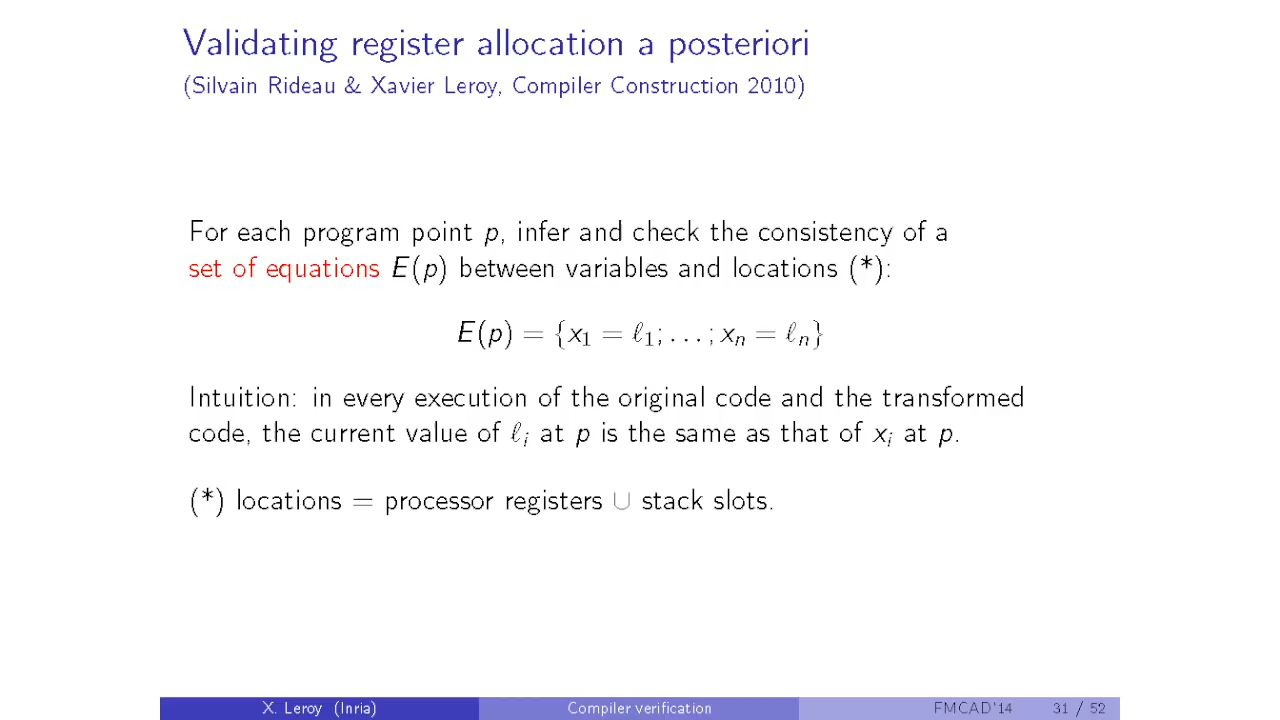 Validating register allocation a posteriori
(Silvain Rideau & Xavier Leroy, Compiler Construction 2010)
For each program point p, infer and check the consistency of a
set of equations E(p) between variables and locations (*):
E(p) = {x₁ = ℓ₁; . . . ; xₙ = ℓₙ}
Intuition: in every execution of the original code and the transformed
code, the current value of ℓᵢ at p is the same as that of xᵢ at p.
(*) locations = processor registers ∪ stack slots.
X. Leroy (Inria) Compiler verification FMCAD'14 31 / 52